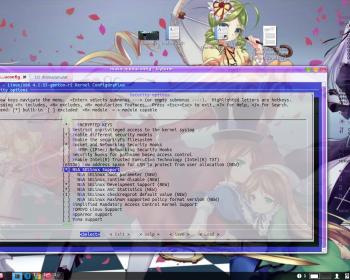 Linux/x86 4.1.15-gentoo-r1 Kernel Configuration
Security options
Arrow keys navigate the menu. <Enter> selects submenus ---> (or empty submenus ----). Highlighted letters are hotkeys.
Pressing <Y> includes, <N> excludes, <M> modularizes features. Press <Esc><Esc> to exit, <?> for Help, </> for Search.
Legend: [*] built-in [ ] excluded <M> module < > module capable
ENCRYPTED KEYS
Restrict unprivileged access to the kernel syslog
Enable different security models
Enable the securityfs filesystem
Socket and Networking Security Hooks
XFRM (IPSec) Networking Security Hooks
Security hooks for pathname based access control
Enable Intel(R) Trusted Execution Technology (Intel(R) TXT)
Low address space for LSM to protect from user allocation (NEW)
[*] NSA SELinux Support
NSA SELinux boot parameter (NEW)
NSA SELinux runtime disable (NEW)
NSA SELinux Development Support (NEW)
NSA SELinux AVC Statistics (NEW)
NSA SELinux checkreqprot default value (NEW)
NSA SELinux maximum supported policy format version (NEW)
Simplified Mandatory Access Control Kernel Support
TOMOYO Linux Support
AppArmor support
Yama support
<Select> < Exit > < Help > < Save > < Load >